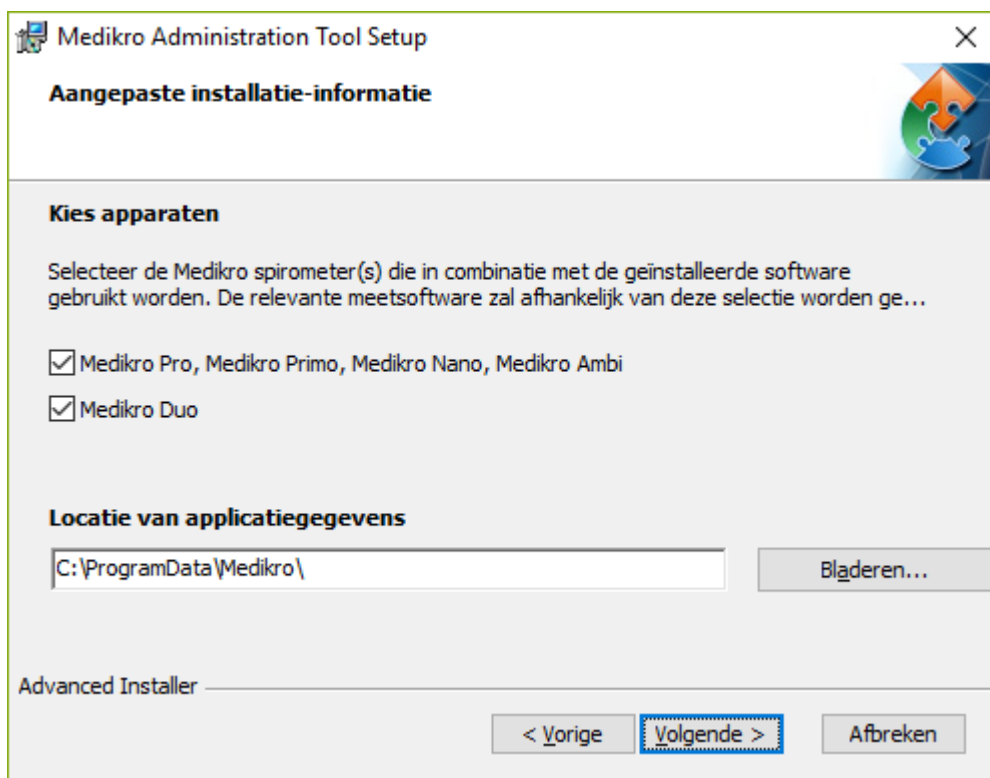 Medikro Administration Tool Setup
Aangepaste installatie-informatie
Kies apparaten
Selecteer de Medikro spirometer(s) die in combinatie met de geïnstalleerde software
gebruikt worden. De relevante meetsoftware zal afhankelijk van deze selectie worden ge...
Medikro Pro, Medikro Primo, Medikro Nano, Medikro Ambi
Medikro Duo
Locatie van applicatiegegevens
C:\ProgramData\Medikro\
Bladeren...
Advanced Installer
< Vorige
Volgende >
Afbreken